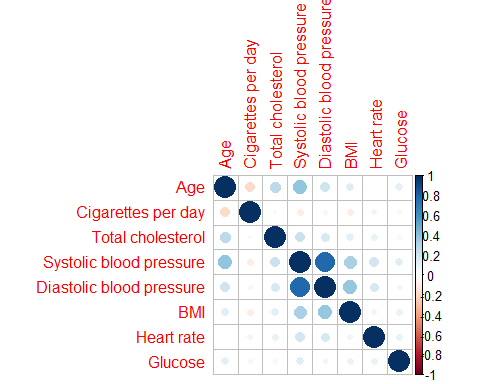 Age
Cigarettes per day
Total cholesterol
Systolic blood pressure
Diastolic blood pressure
BMI
Heart rate
Glucose
Age
Cigarettes per day
Total cholesterol
Systolic blood pressure
Diastolic blood pressure
BMI
Heart rate
Glucose
1
0.8
0.6
0.4
0.2
0
-0.2
-0.4
-0.6
-0.8
-1